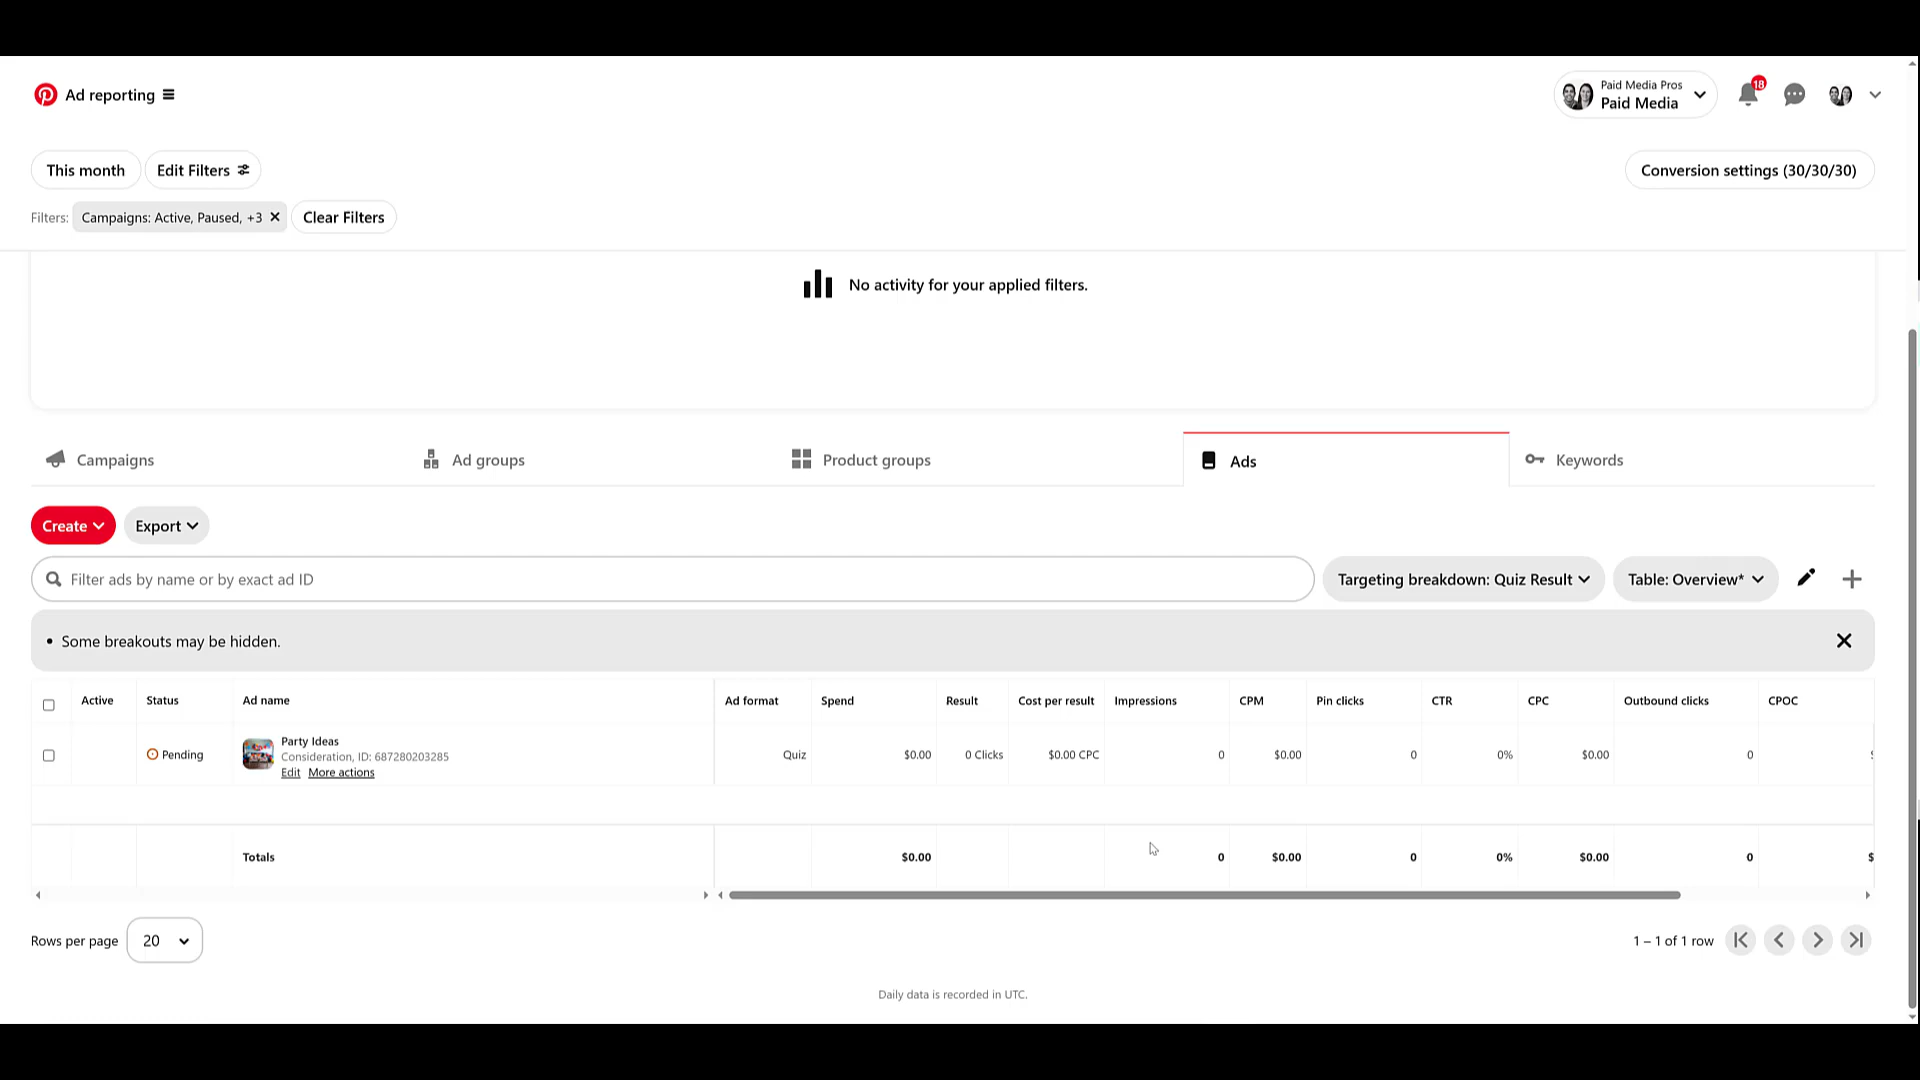 Ad reporting
Paid Media Pros
Paid Media
18
This month
Edit Filters
Conversion settings (30/30/30)
Filters:
Campaigns: Active, Paused, +3
Clear Filters
No activity for your applied filters.
Campaigns
Ad groups
Product groups
Ads
Keywords
Create
Export
Filter ads by name or by exact ad ID
Targeting breakdown: Quiz Result
Table: Overview*
• Some breakouts may be hidden.
Active Status Ad name Ad format Spend Result Cost per result Impressions CPM Pin clicks CTR CPC Outbound clicks CPOC
Party Ideas
Pending Consideration, ID: 687280203285 Quiz $0.00 0 Clicks $0.00 CPC 0 $0.00 0 0% $0.00 0
Edit More actions
Totals $0.00 0 $0.00 0 0% $0.00 0 $
Rows per page 20
1 – 1 of 1 row
Daily data is recorded in UTC.